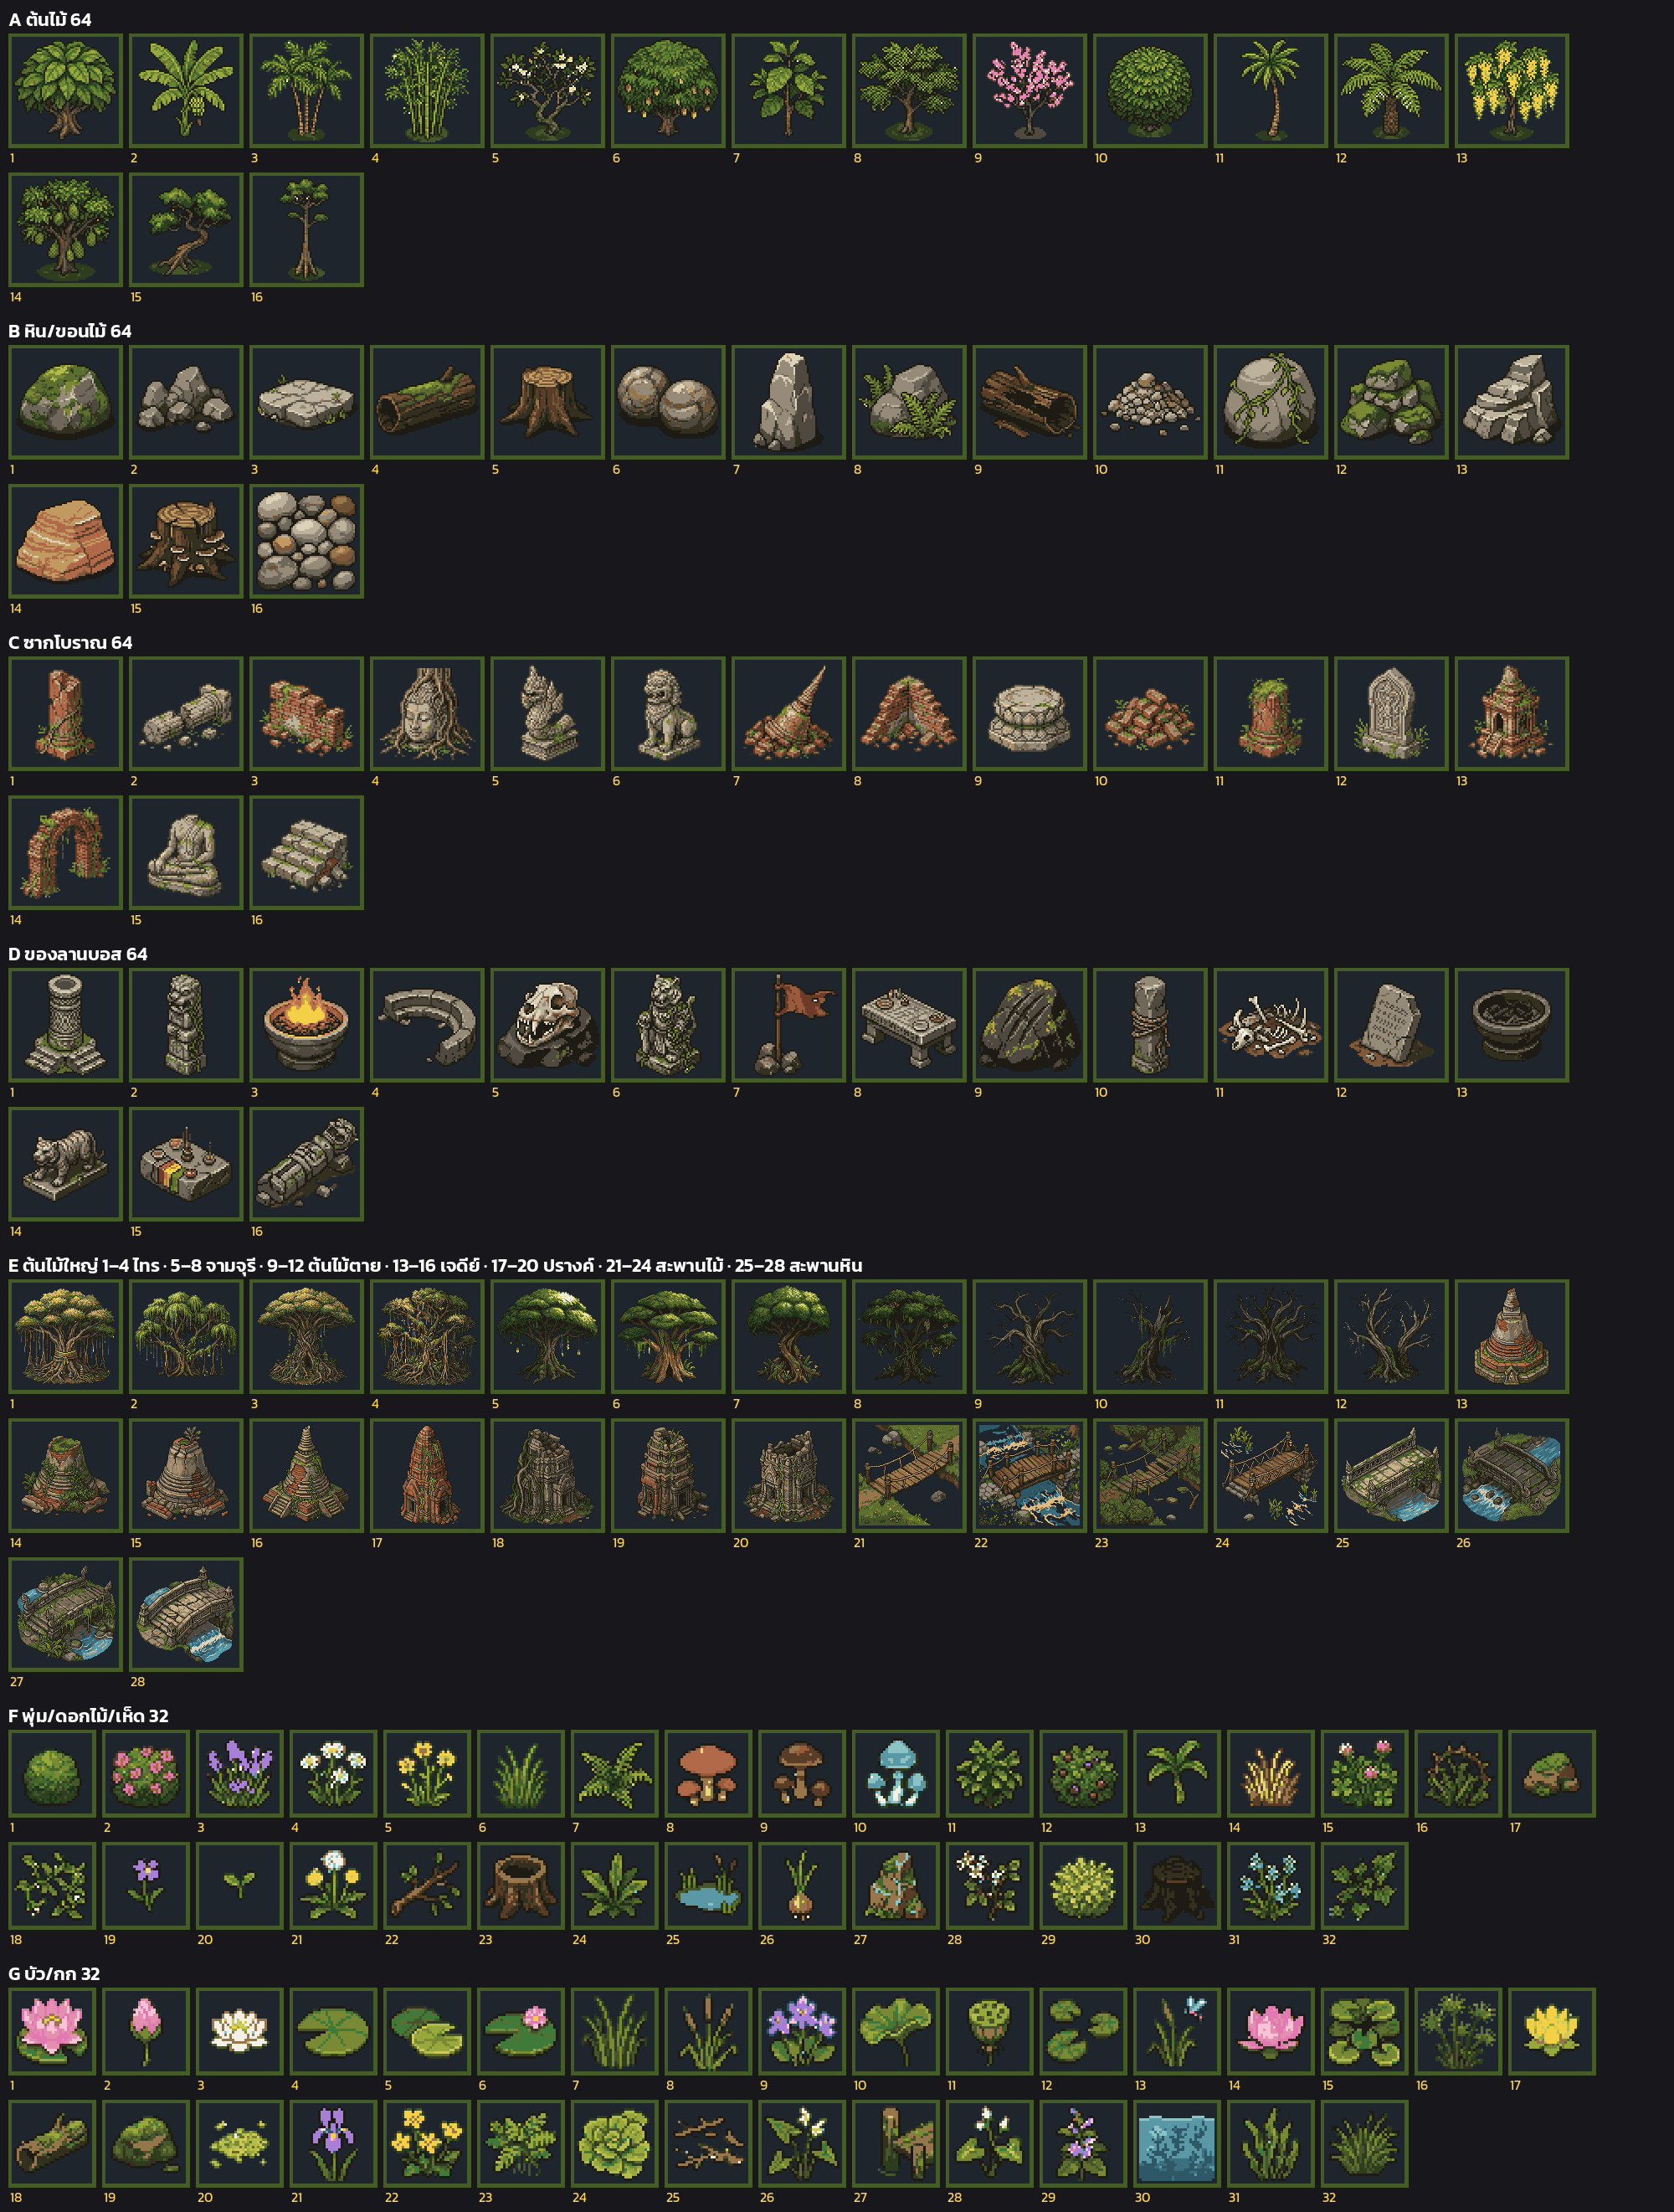 A ต้นไม้ 64
1 2 3 4 5 6 7 8 9 10 11 12 13
14 15 16
B หิน/ขอนไม้ 64
1 2 3 4 5 6 7 8 9 10 11 12 13
14 15 16
C ซากโบราณ 64
1 2 3 4 5 6 7 8 9 10 11 12 13
14 15 16
D ของลานบอส 64
1 2 3 4 5 6 7 8 9 10 11 12 13
14 15 16
E ต้นไม้ใหญ่ 1–4 ไทร · 5–8 จามจุรี · 9–12 ต้นไม้ตาย · 13–16 เจดีย์ · 17–20 ปรางค์ · 21–24 สะพานไม้ · 25–28 สะพานหิน
1 2 3 4 5 6 7 8 9 10 11 12 13
14 15 16 17 18 19 20 21 22 23 24 25 26
27 28
F พุ่ม/ดอกไม้/เห็ด 32
1 2 3 4 5 6 7 8 9 10 11 12 13 14 15 16 17
18 19 20 21 22 23 24 25 26 27 28 29 30 31 32
G บัว/กก 32
1 2 3 4 5 6 7 8 9 10 11 12 13 14 15 16 17
18 19 20 21 22 23 24 25 26 27 28 29 30 31 32